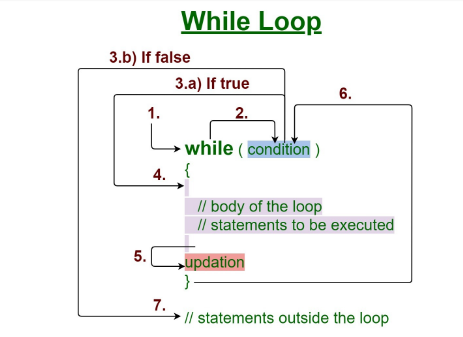 While Loop
3.b) If false
3.a) If true
6.
1.
2.
while ( condition )
4.
{
// body of the loop
// statements to be executed
5.
updation
}
7.
// statements outside the loop